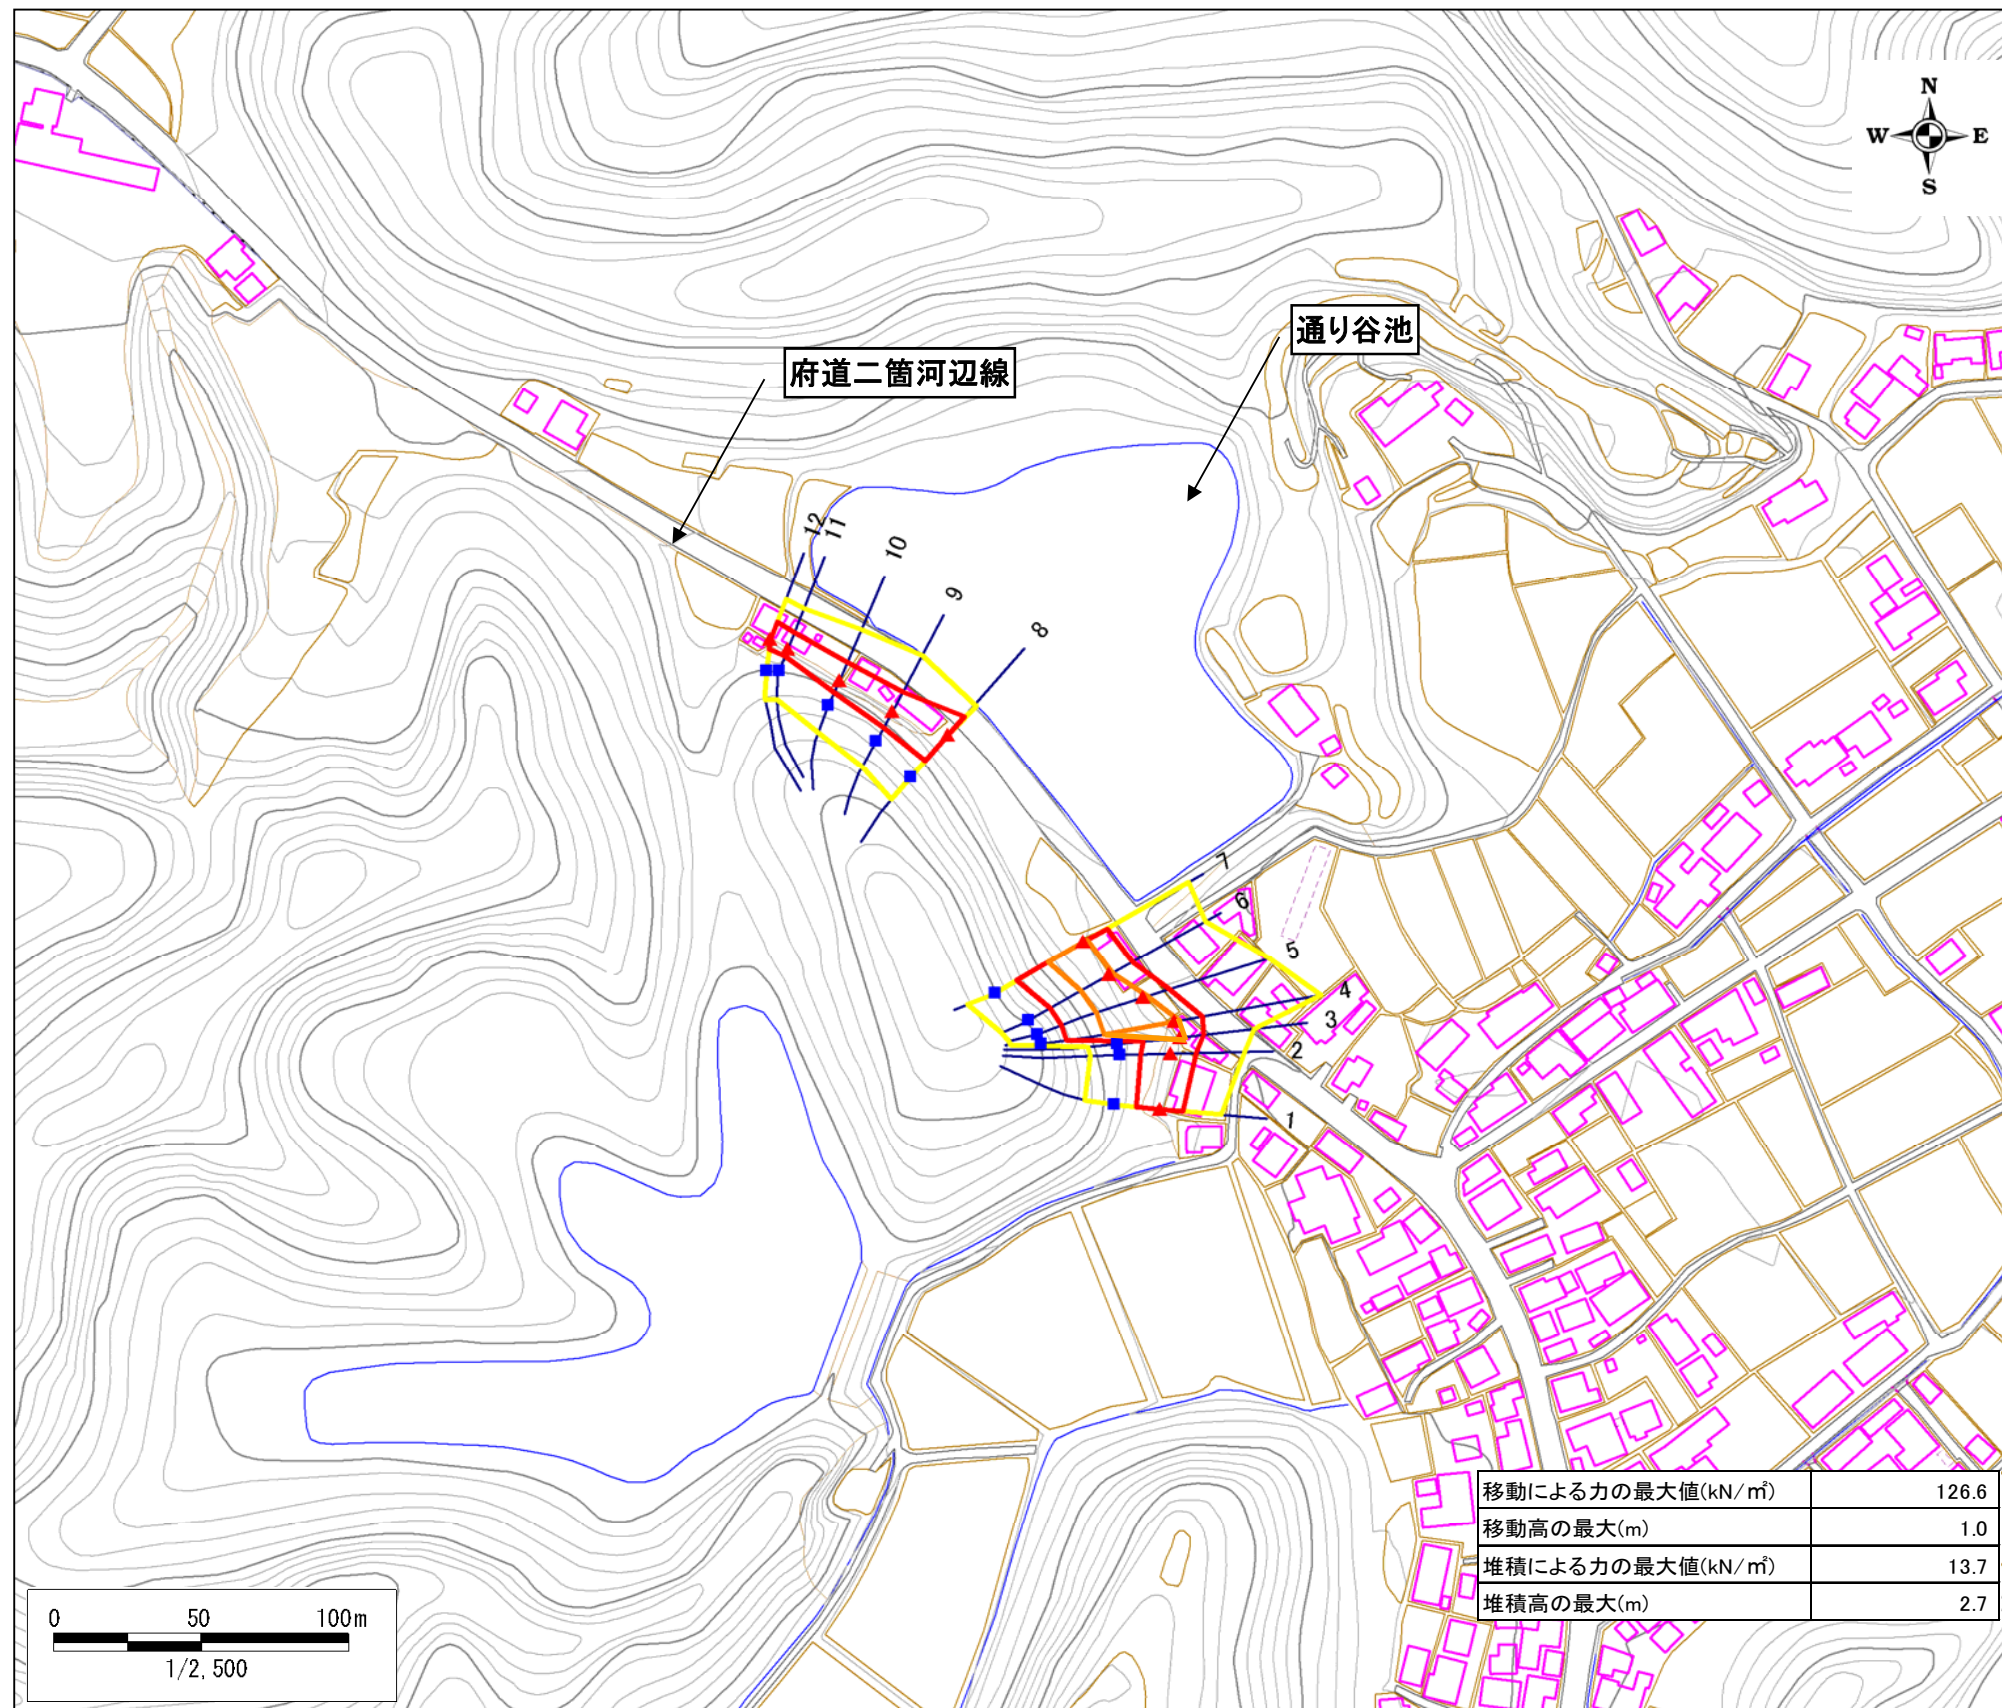 N
W E
S
通り谷池
府道二箇河辺線
12
11
10
9
8
7
6
5
4
3
2
1
移動による力の最大値(kN/㎡) 126.6
移動高の最大(m) 1.0
堆積による力の最大値(kN/㎡) 13.7
堆積高の最大(m) 2.7
0 50 100m
1/2,500